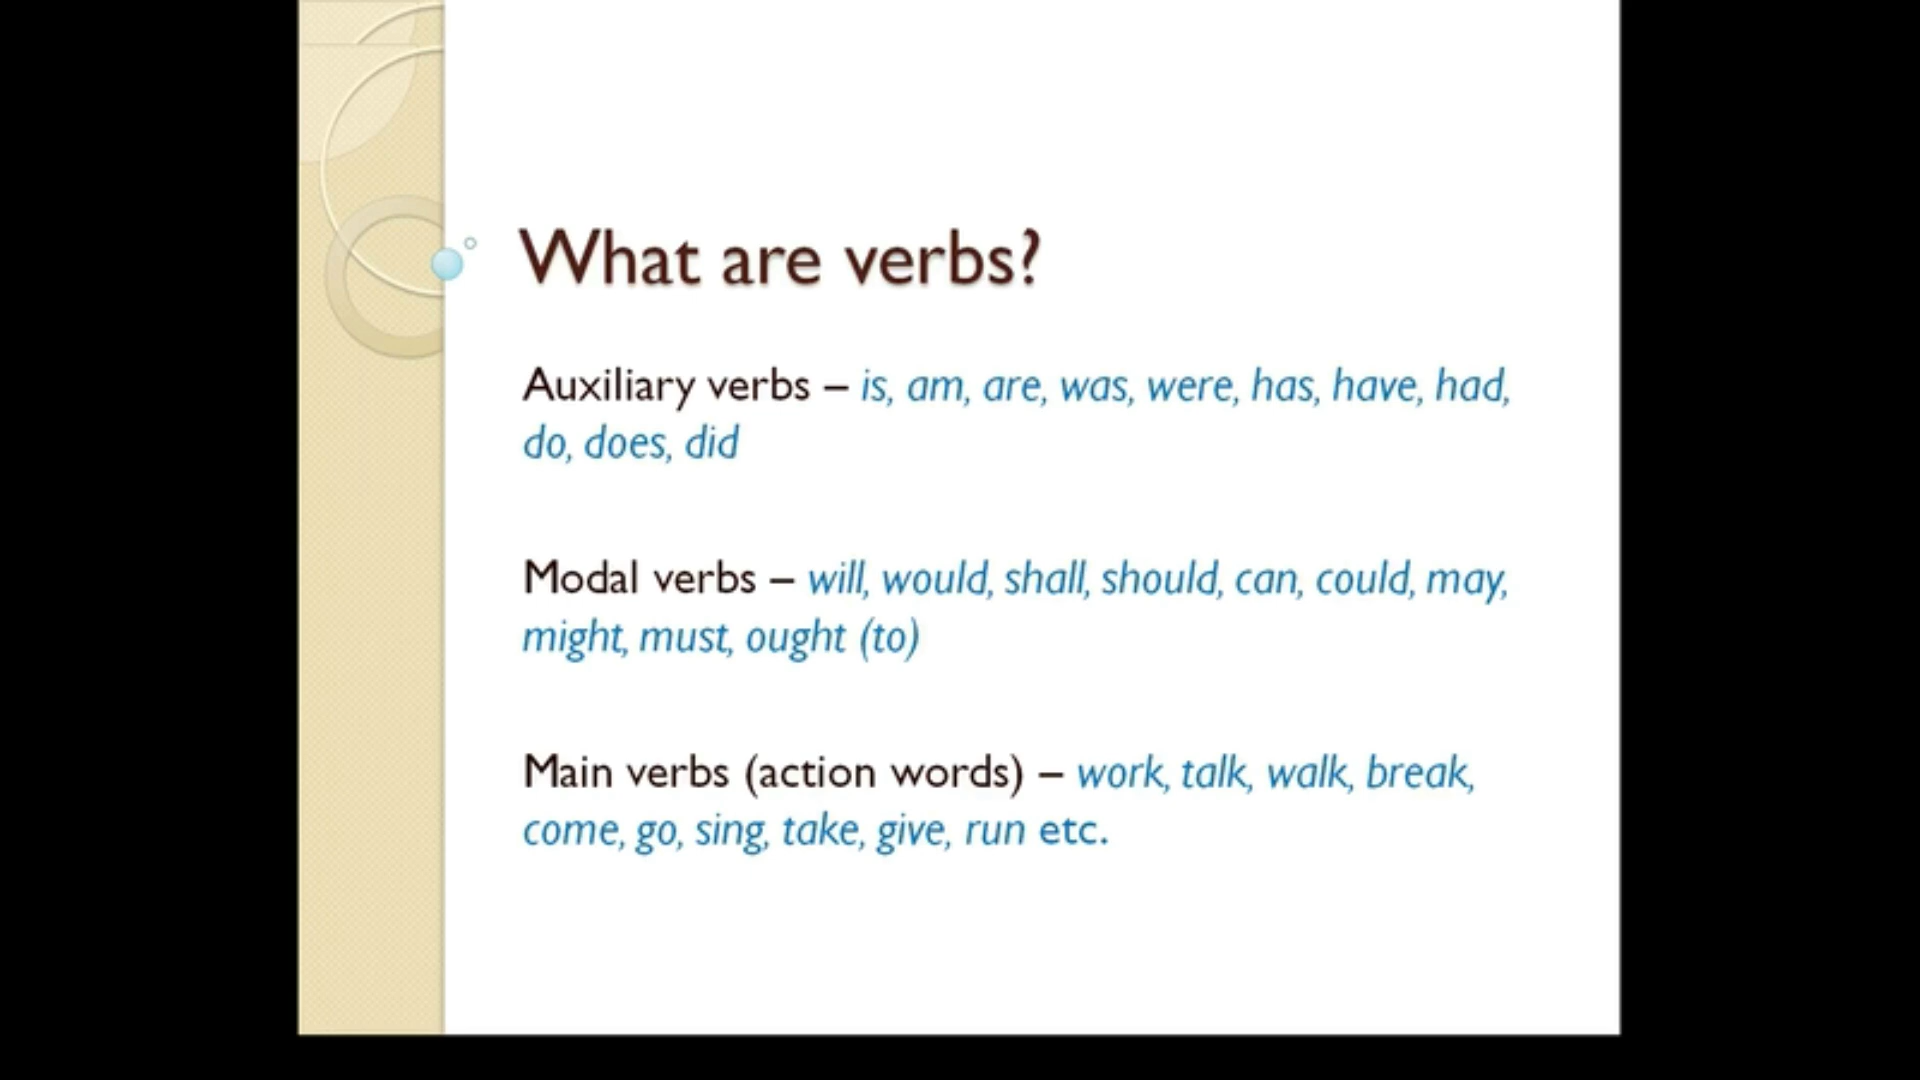 What are verbs?
Auxiliary verbs – is, am, are, was, were, has, have, had,
do, does, did
Modal verbs – will, would, shall, should, can, could, may,
might, must, ought (to)
Main verbs (action words) – work, talk, walk, break,
come, go, sing, take, give, run etc.